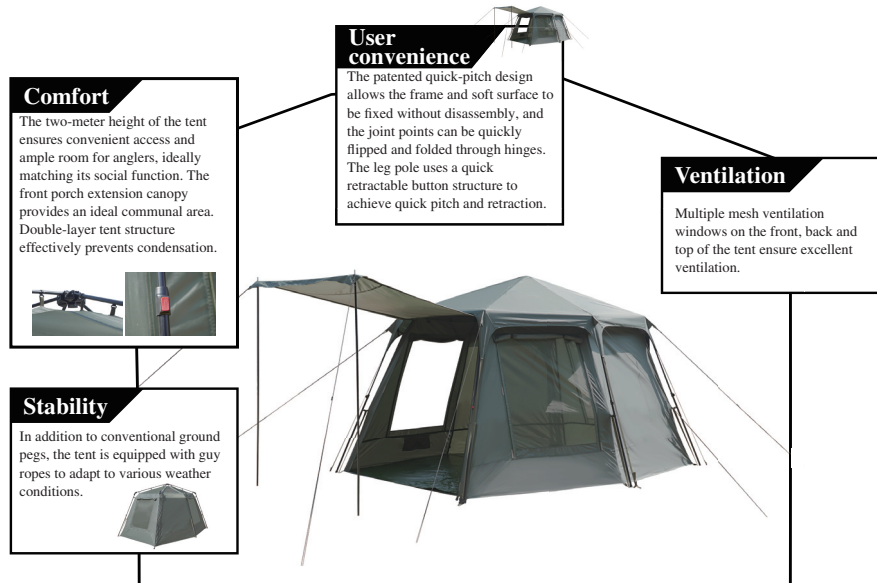 User
convenience
The patented quick-pitch design
allows the frame and soft surface to
be fixed without disassembly, and
the joint points can be quickly
flipped and folded through hinges.
The leg pole uses a quick
retractable button structure to
achieve quick pitch and retraction.
Comfort
The two-meter height of the tent
ensures convenient access and
ample room for anglers, ideally
matching its social function. The
front porch extension canopy
provides an ideal communal area.
Double-layer tent structure
effectively prevents condensation.
Ventilation
Multiple mesh ventilation
windows on the front, back and
top of the tent ensure excellent
ventilation.
Stability
In addition to conventional ground
pegs, the tent is equipped with guy
ropes to adapt to various weather
conditions.